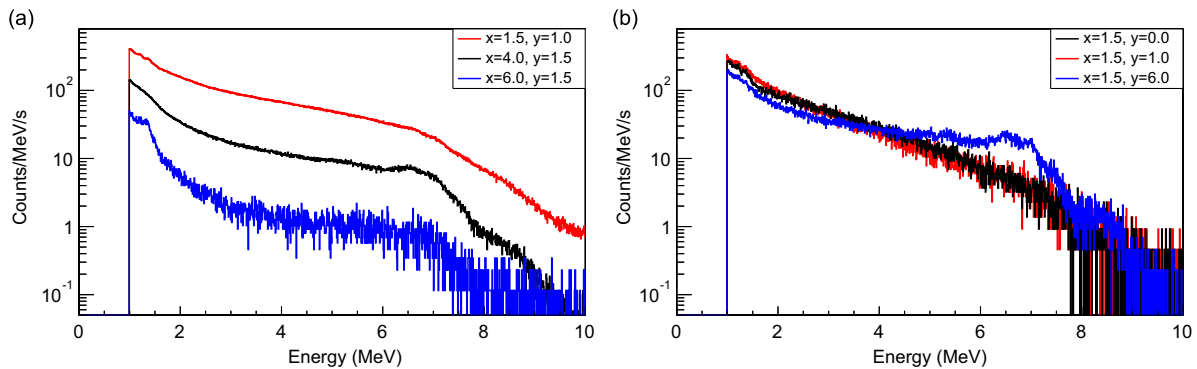 (a)
Counts/MeV/s
10²
10
1
10⁻¹
0 2 4 6 8 10
Energy (MeV)
x=1.5, y=1.0
x=4.0, y=1.5
x=6.0, y=1.5
(b)
Counts/MeV/s
10²
10
1
10⁻¹
0 2 4 6 8 10
Energy (MeV)
x=1.5, y=0.0
x=1.5, y=1.0
x=1.5, y=6.0